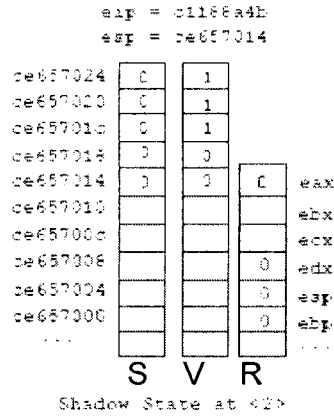 eip = c1188a4b
esp = ce657014
ce657024 0 1
ce657020 0 1
ce65701c 0 1
ce657018 0 0
ce657014 0 0 0 eax
ce657010 ebx
ce65700c ecx
ce657008 0 edx
ce657004 0 esp
ce657000 0 ebp
... ...
S V R
Shadow State at <2>